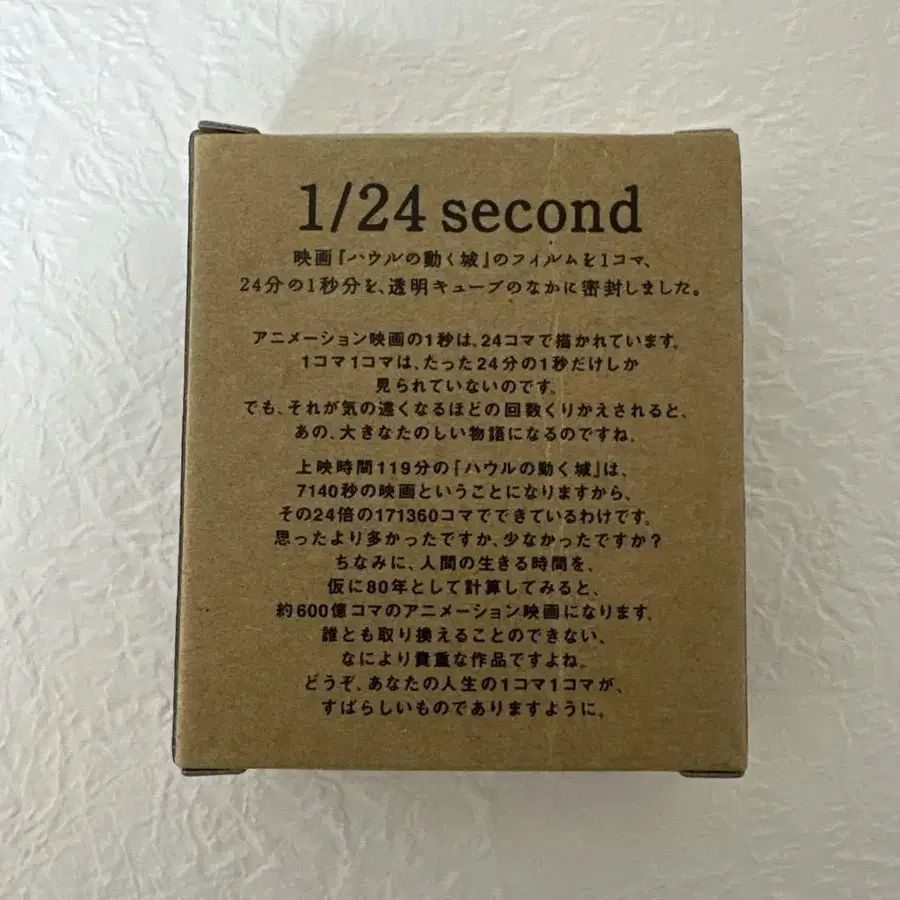 1/24 second
映画『ハウルの動く城』のフィルムを1コマ、
24分の1秒分を、透明キューブのなかに密封しました。
アニメーション映画の1秒は、24コマで描かれています。
1コマ1コマは、たった24分の1秒だけしか
見られていないのです。
でも、それが気の遠くなるほどの回数くりかえされると、
あの、大きなたのしい物語になるのですね。
上映時間119分の『ハウルの動く城』は、
7140秒の映画ということになりますから、
その24倍の171360コマでできているわけです。
思ったより多かったですか、少なかったですか?
ちなみに、人間の生きる時間を、
仮に80年として計算してみると、
約600億コマのアニメーション映画になります。
誰とも取り換えることのできない、
なにより貴重な作品ですよね。
どうぞ、あなたの人生の1コマ1コマが、
すばらしいものでありますように。